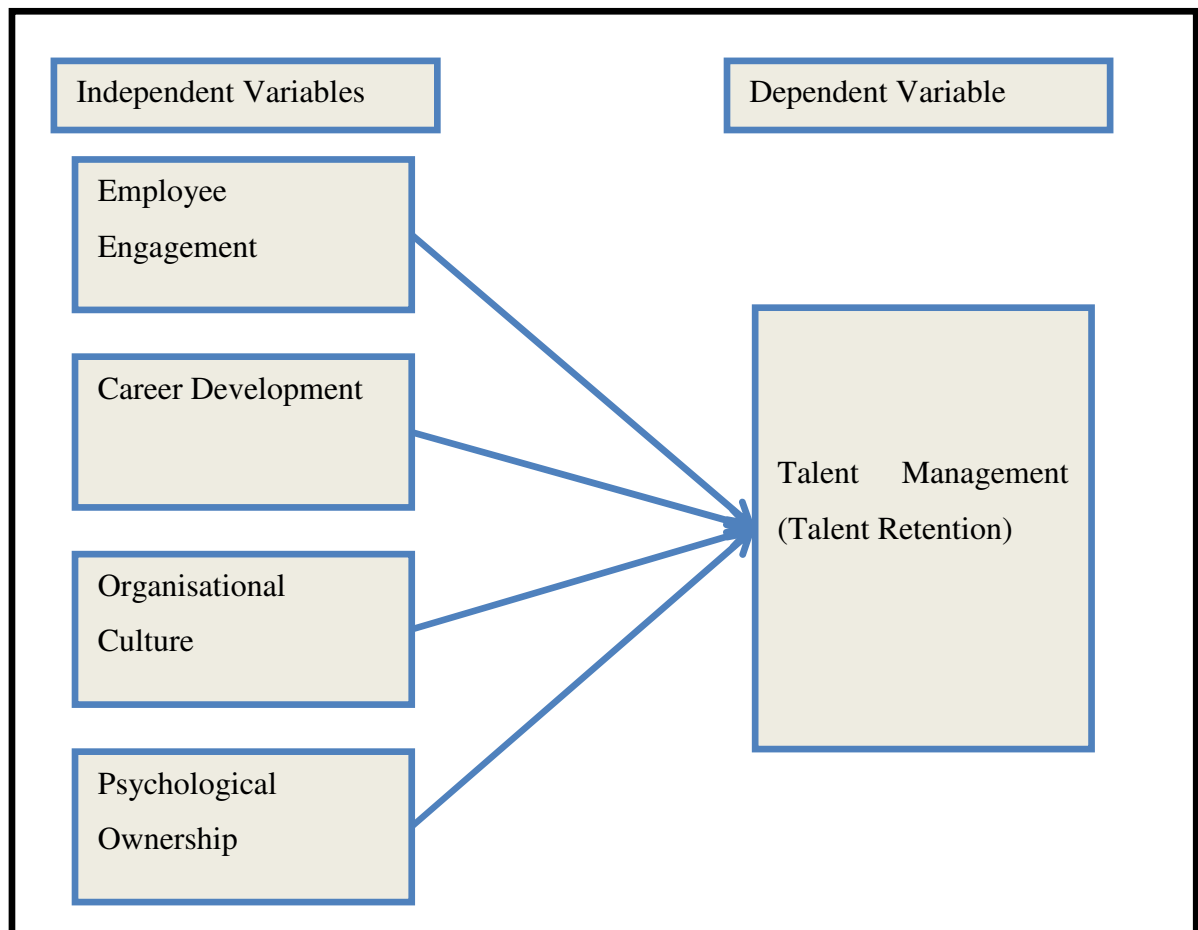 Independent Variables
Dependent Variable
Employee
Engagement
Career Development
Organisational
Culture
Psychological
Ownership
Talent Management
(Talent Retention)